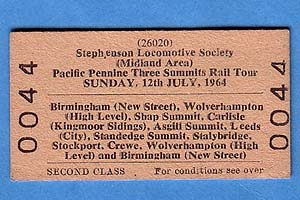 (26020)
Stephenson Locomotive Society
(Midland Area)
Pacific Pennine Three Summits Rail Tour
SUNDAY, 12th JULY, 1964
Birmingham (New Street), Wolverhampton
(High Level), Shap Summit, Carlisle
(Kingmoor Sidings), Asgill Summit, Leeds
(City), Standedge Summit, Stalybridge,
Stockport, Crewe, Wolverhampton (High
Level) and Birmingham (New Street)
SECOND CLASS For conditions see over
0044
0044